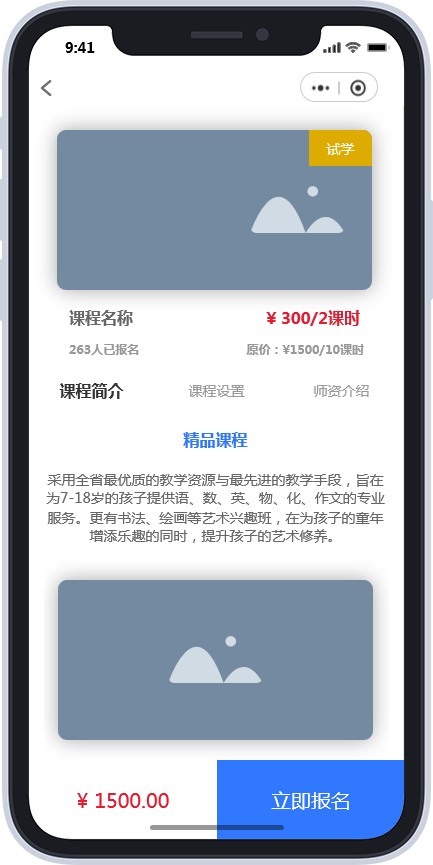 9:41
试学
课程名称
¥ 300/2课时
263人已报名
原价：¥1500/10课时
课程简介
课程设置
师资介绍
精品课程
采用全省最优质的教学资源与最先进的教学手段，旨在
为7-18岁的孩子提供语、数、英、物、化、作文的专业
服务。更有书法、绘画等艺术兴趣班，在为孩子的童年
增添乐趣的同时，提升孩子的艺术修养。
¥ 1500.00
立即报名